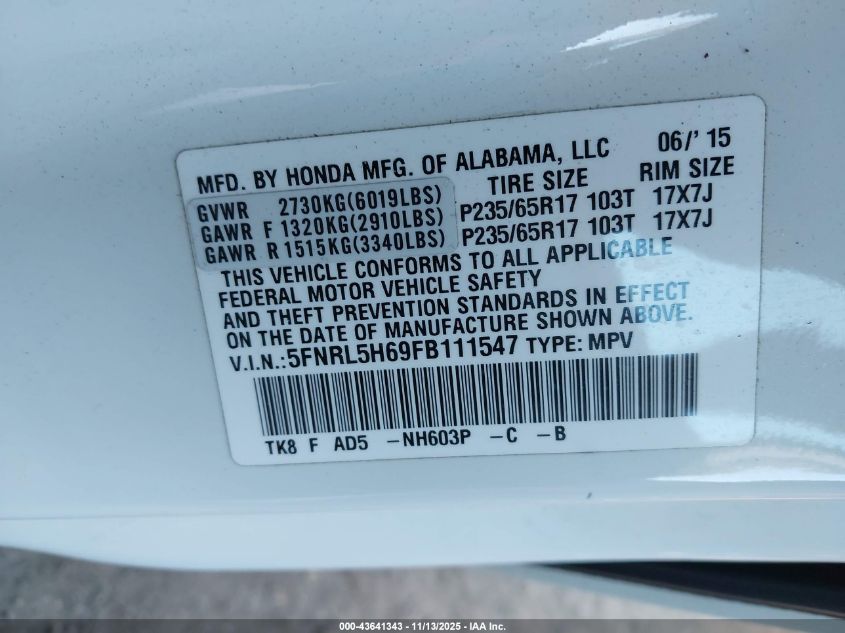 MFD. BY HONDA MFG. OF ALABAMA, LLC 06/' 15
TIRE SIZE RIM SIZE
GVWR 2730KG(6019LBS)
GAWR F 1320KG(2910LBS) P235/65R17 103T 17X7J
GAWR R 1515KG(3340LBS) P235/65R17 103T 17X7J
THIS VEHICLE CONFORMS TO ALL APPLICABLE
FEDERAL MOTOR VEHICLE SAFETY
AND THEFT PREVENTION STANDARDS IN EFFECT
ON THE DATE OF MANUFACTURE SHOWN ABOVE.
V.I.N.:5FNRL5H69FB111547 TYPE: MPV
TK8 F AD5 -NH603P -C -B
000-43641343 - 11/13/2025 - IAA Inc.